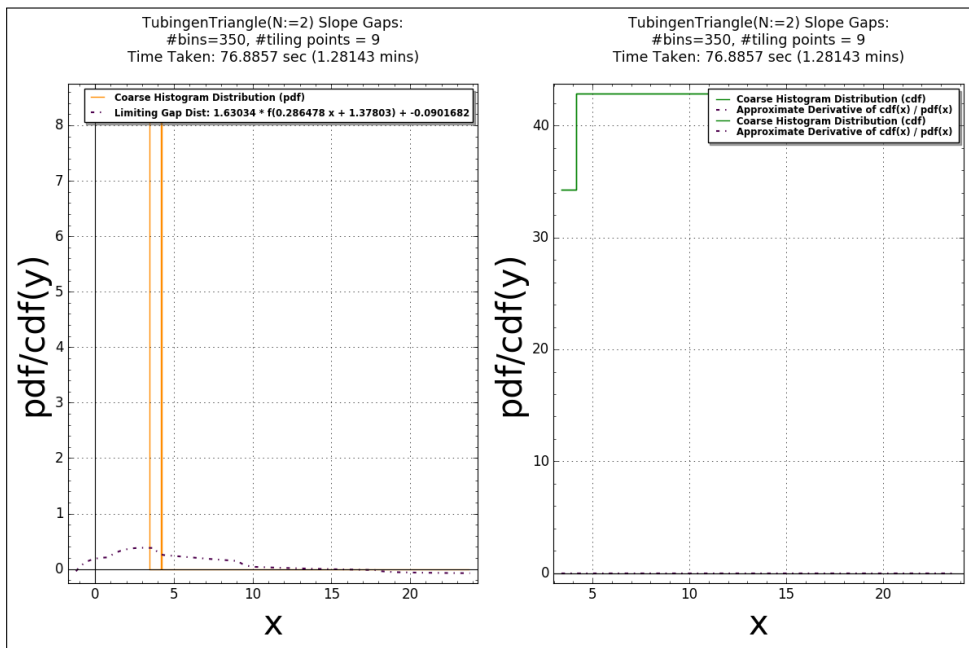 TubingenTriangle(N:=2) Slope Gaps:
#bins=350, #tiling points = 9
Time Taken: 76.8857 sec (1.28143 mins)
Coarse Histogram Distribution (pdf)
Limiting Gap Dist: 1.63034 * f(0.286478 x + 1.37803) + -0.0901682
8
7
6
5
4
3
2
1
0
pdf/cdf(y)
0
5
10
15
20
x
TubingenTriangle(N:=2) Slope Gaps:
#bins=350, #tiling points = 9
Time Taken: 76.8857 sec (1.28143 mins)
Coarse Histogram Distribution (cdf)
Approximate Derivative of cdf(x) / pdf(x)
Coarse Histogram Distribution (cdf)
Approximate Derivative of cdf(x) / pdf(x)
40
30
20
10
0
pdf/cdf(y)
5
10
15
20
x